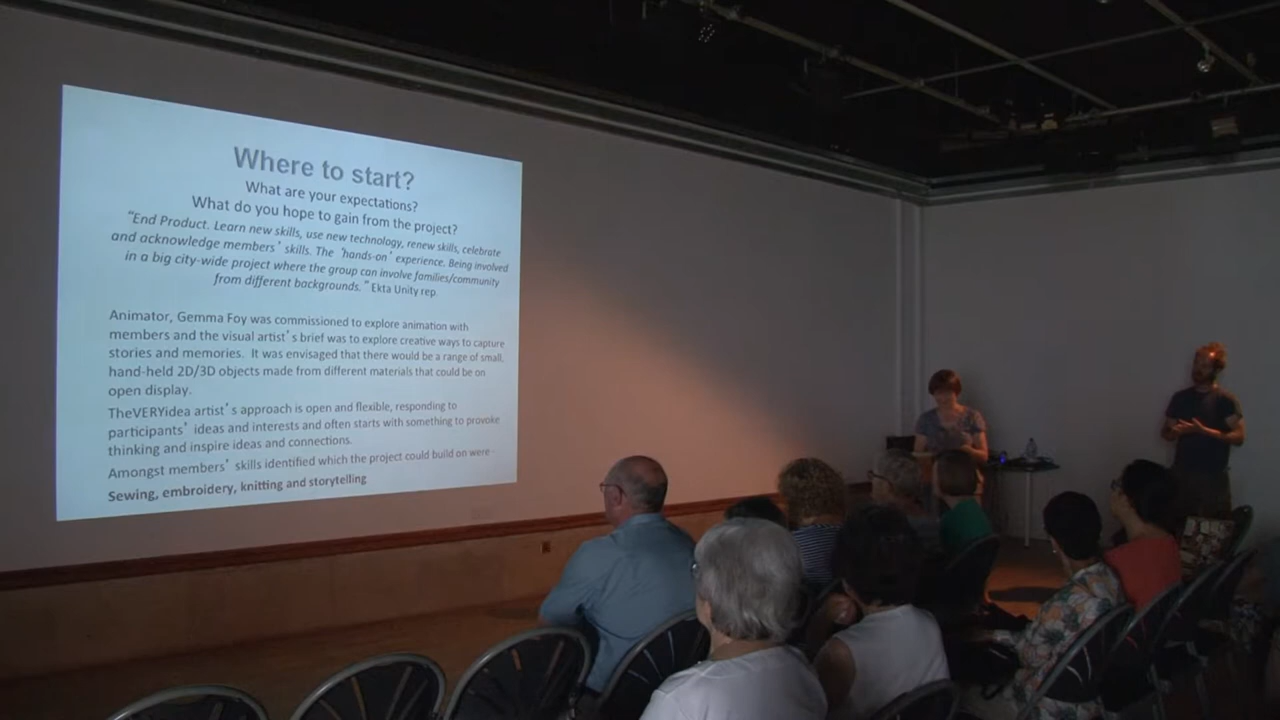 Where to start?
What are your expectations?
What do you hope to gain from the project?
"End Product. Learn new skills, use new technology, renew skills, celebrate
and acknowledge members' skills. The 'hands-on' experience. Being involved
in a big city-wide project where the group can involve families/community
from different backgrounds." Ekta Unity rep.
Animator, Gemma Foy was commissioned to explore animation with
members and the visual artist's brief was to explore creative ways to capture
stories and memories. It was envisaged that there would be a range of small,
hand-held 2D/3D objects made from different materials that could be on
open display.
TheVERYidea artist's approach is open and flexible, responding to
participants' ideas and interests and often starts with something to provoke
thinking and inspire ideas and connections.
Amongst members' skills identified which the project could build on were
Sewing, embroidery, knitting and storytelling